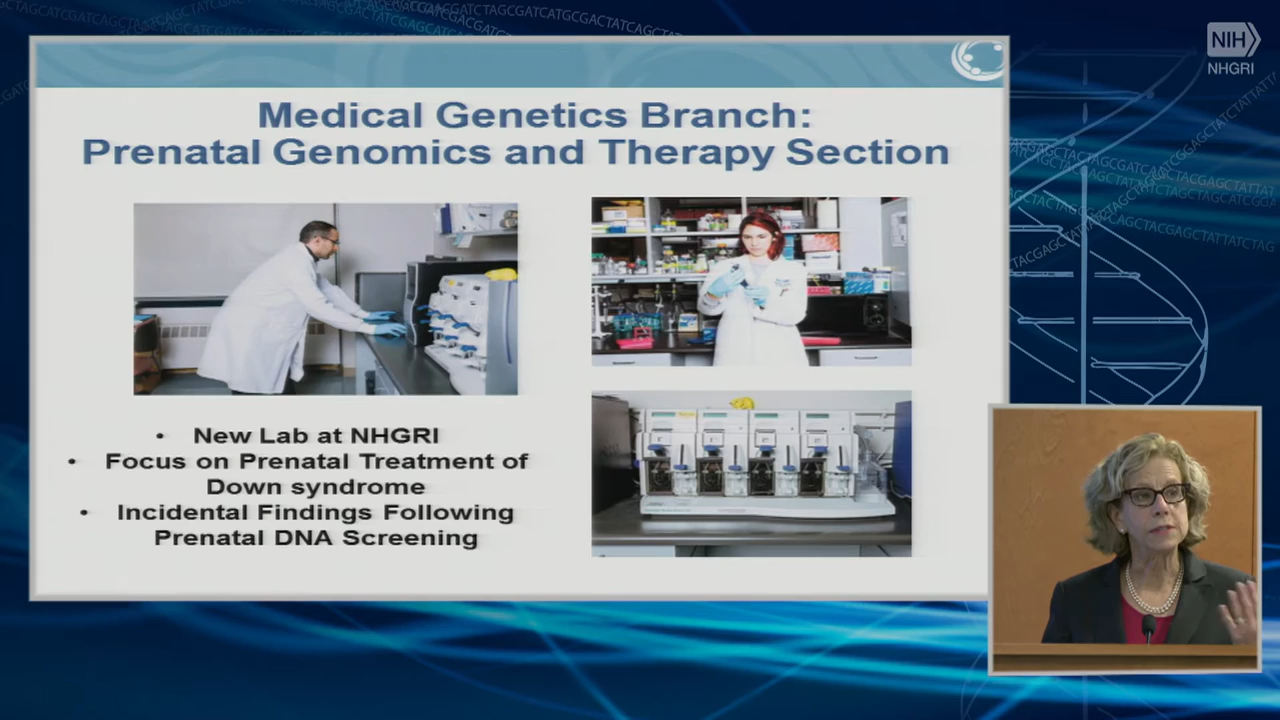 NIH
NHGRI
Medical Genetics Branch:
Prenatal Genomics and Therapy Section
• New Lab at NHGRI
• Focus on Prenatal Treatment of
Down syndrome
• Incidental Findings Following
Prenatal DNA Screening